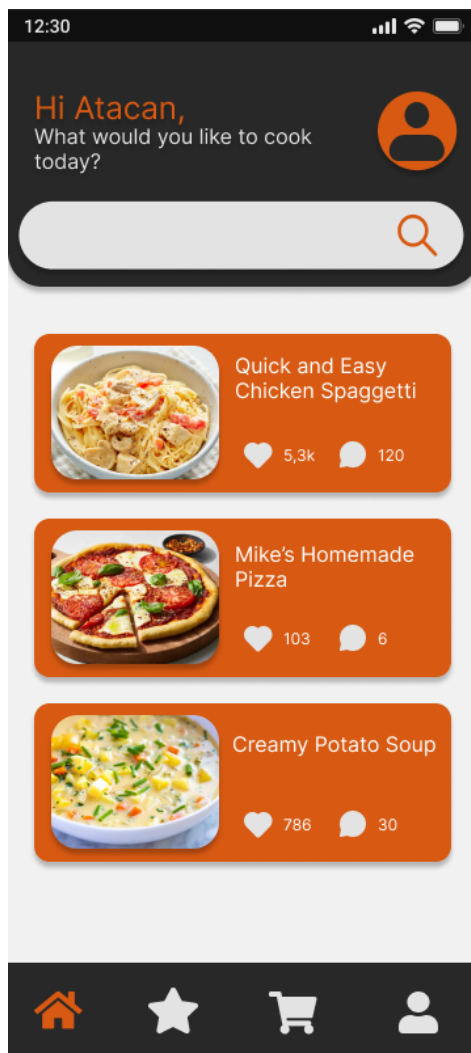 12:30
Hi Atacan,
What would you like to cook
today?
Quick and Easy
Chicken Spaggetti
5,3k 120
Mike's Homemade
Pizza
103 6
Creamy Potato Soup
786 30